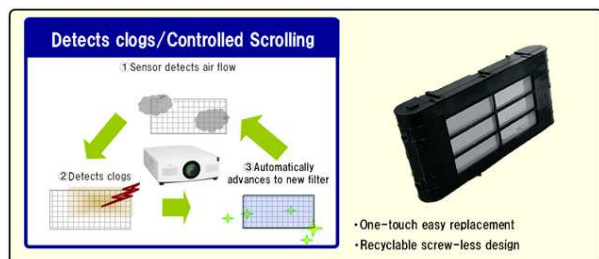 Detects clogs/Controlled Scrolling
①Sensor detects air flow
②Detects clogs
③Automatically
advances to new filter
・One-touch easy replacement
・Recyclable screw-less design